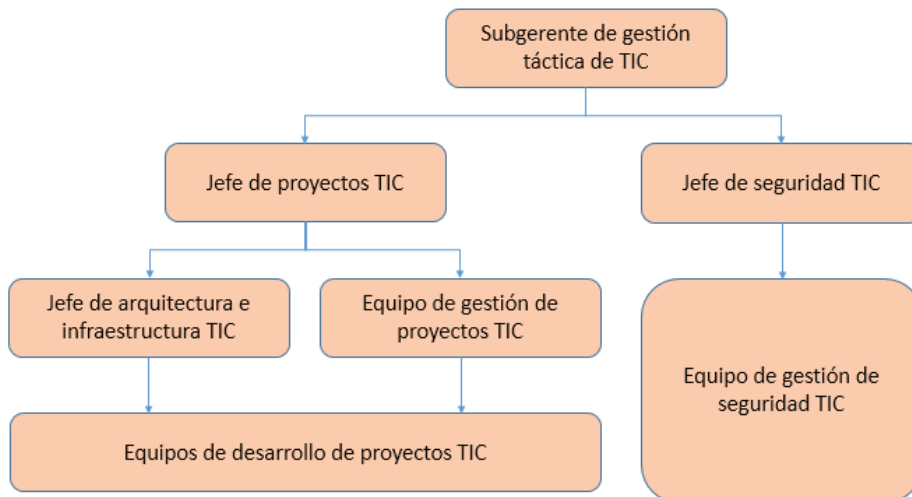 Subgerente de gestión
táctica de TIC
Jefe de proyectos TIC
Jefe de seguridad TIC
Jefe de arquitectura e
infraestructura TIC
Equipo de gestión de
proyectos TIC
Equipo de gestión de
seguridad TIC
Equipos de desarrollo de proyectos TIC